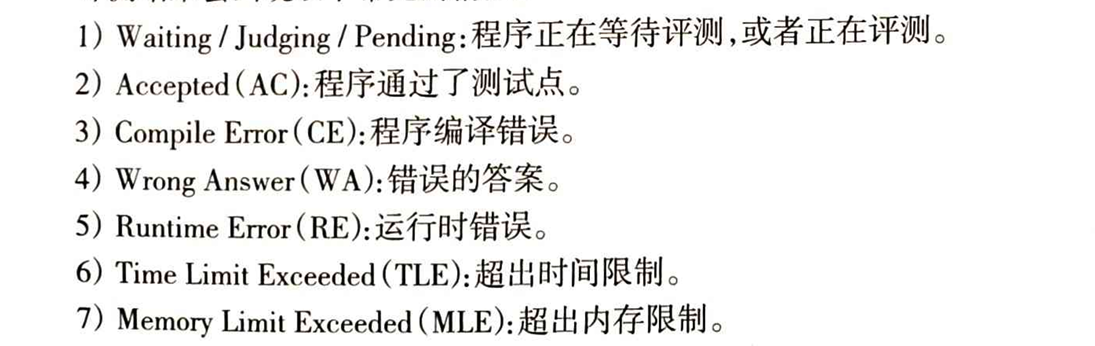 1) Waiting / Judging / Pending:程序正在等待评测,或者正在评测。
2) Accepted(AC):程序通过了测试点。
3) Compile Error(CE):程序编译错误。
4) Wrong Answer(WA):错误的答案。
5) Runtime Error(RE):运行时错误。
6) Time Limit Exceeded(TLE):超出时间限制。
7) Memory Limit Exceeded(MLE):超出内存限制。